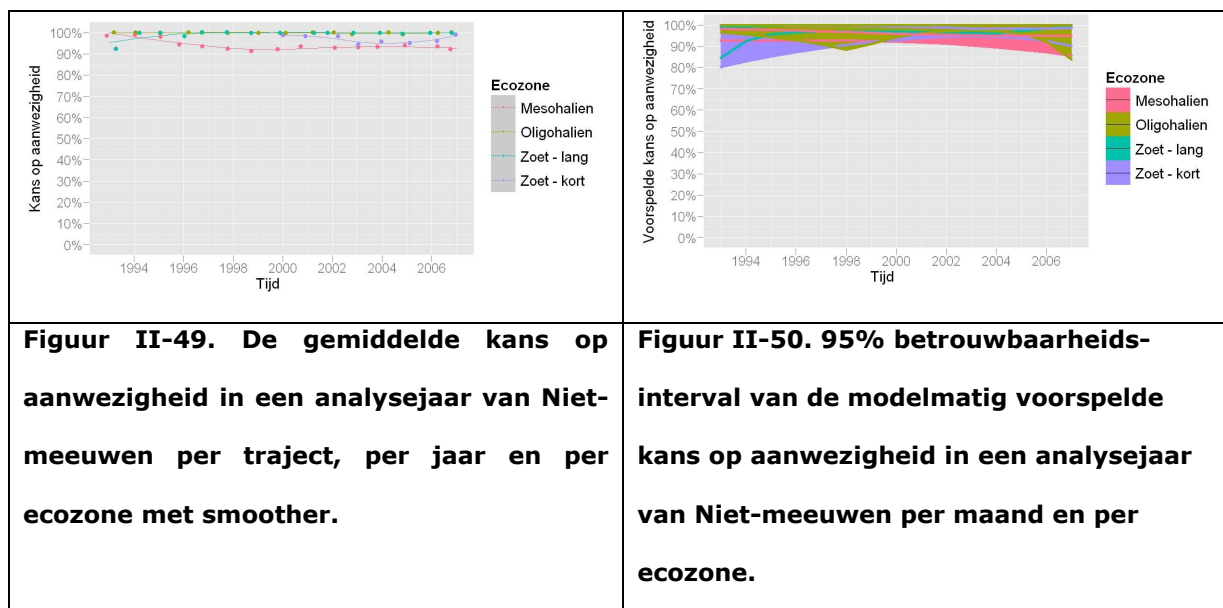 Kans op aanwezigheid
100%
90%
80%
70%
60%
50%
40%
30%
20%
10%
0%
1994 1996 1998 2000 2002 2004 2006
Tijd
Ecozone
Mesohalien
Oligohalien
Zoet - lang
Zoet - kort
Voorspelde kans op aanwezigheid
100%
90%
80%
70%
60%
50%
40%
30%
20%
10%
0%
1994 1996 1998 2000 2002 2004 2006
Tijd
Ecozone
Mesohalien
Oligohalien
Zoet - lang
Zoet - kort
Figuur II-49. De gemiddelde kans op
aanwezigheid in een analysejaar van Niet-
meeuwen per traject, per jaar en per
ecozone met smoother.
Figuur II-50. 95% betrouwbaarheids-
interval van de modelmatig voorspelde
kans op aanwezigheid in een analysejaar
van Niet-meeuwen per maand en per
ecozone.